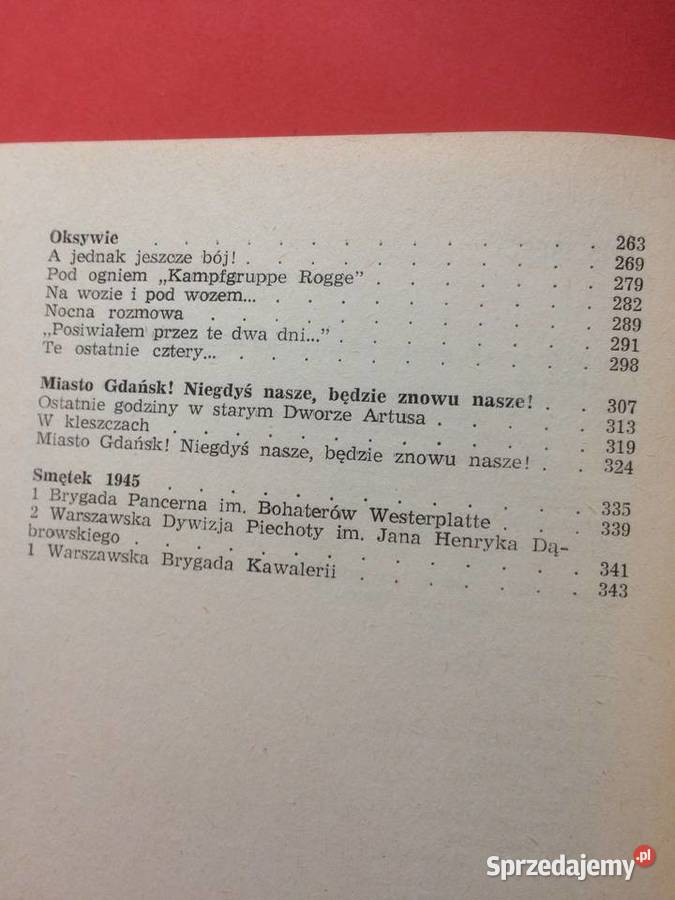 Oksywie . . . . . . . . . . . . . 263
A jednak jeszcze bój! . . . . . . . . . 269
Pod ogniem „Kampfgruppe Rogge” . . . . . . 279
Na wozie i pod wozem... . . . . . . . . . 282
Nocna rozmowa . . . . . . . . . . 289
„Posiwiałem przez te dwa dni...” . . . . . . . 291
Te ostatnie cztery... . . . . . . . . . . 298
Miasto Gdańsk! Niegdyś nasze, będzie znowu nasze! . . 307
Ostatnie godziny w starym Dworze Artusa . . . . 313
W kleszczach . . . . . . . . . . . 319
Miasto Gdańsk! Niegdyś nasze, będzie znowu nasze! . . 324
Smętek 1945 . . . . . . . . . . . 335
1 Brygada Pancerna im. Bohaterów Westerplatte . . . 339
2 Warszawska Dywizja Piechoty im. Jana Henryka Dą-
browskiego . . . . . . . . . . . . 341
1 Warszawska Brygada Kawalerii . . . . . . 343
Sprzedajemy.pl